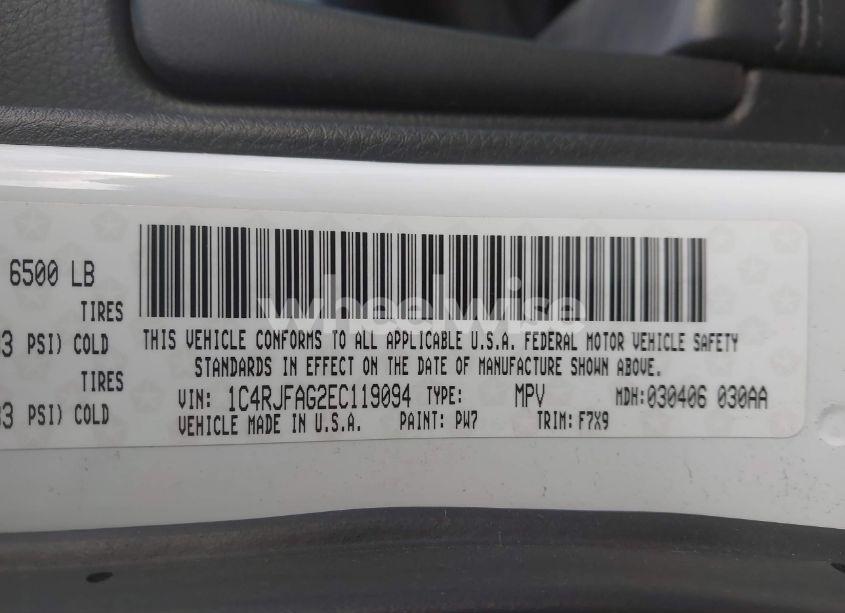 6500 LB
TIRES
3 PSI) COLD
TIRES
3 PSI) COLD
wheelwise
THIS VEHICLE CONFORMS TO ALL APPLICABLE U.S.A. FEDERAL MOTOR VEHICLE SAFETY
STANDARDS IN EFFECT ON THE DATE OF MANUFACTURE SHOWN ABOVE.
VIN: 1C4RJFAG2EC119094 TYPE: MPV MDH:030406 030AA
VEHICLE MADE IN U.S.A. PAINT: PW7 TRIM: F7X9